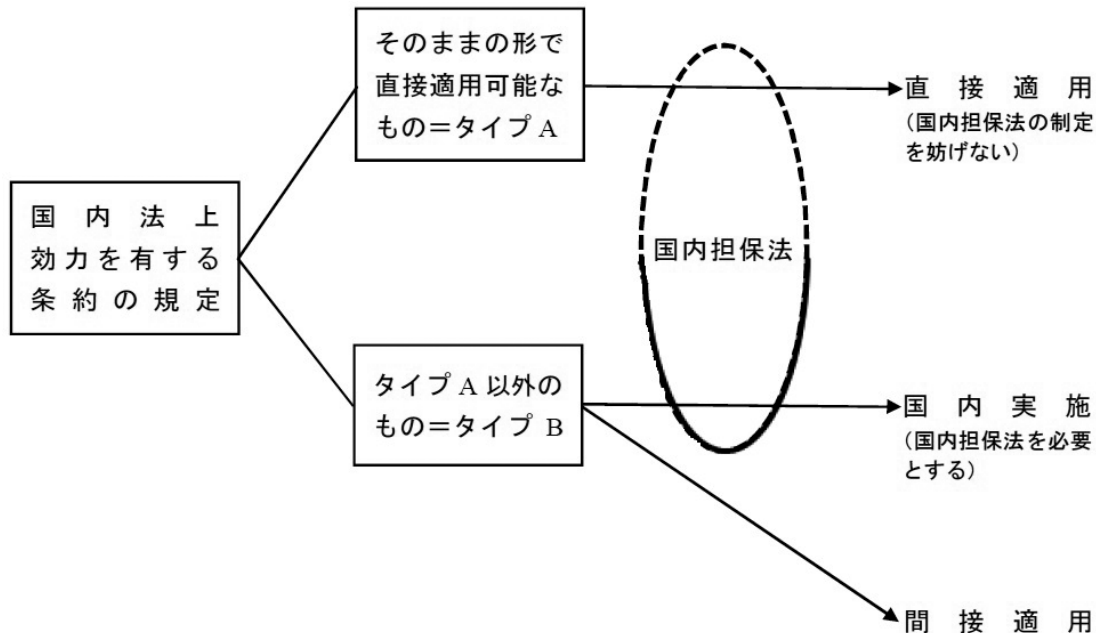 そのままの形で
直接適用可能な
もの＝タイプA
直接適用
（国内担保法の制定
を妨げない）
国内法上
効力を有する
条約の規定
国内担保法
タイプA以外の
もの＝タイプB
国内実施
（国内担保法を必要
とする）
間接適用